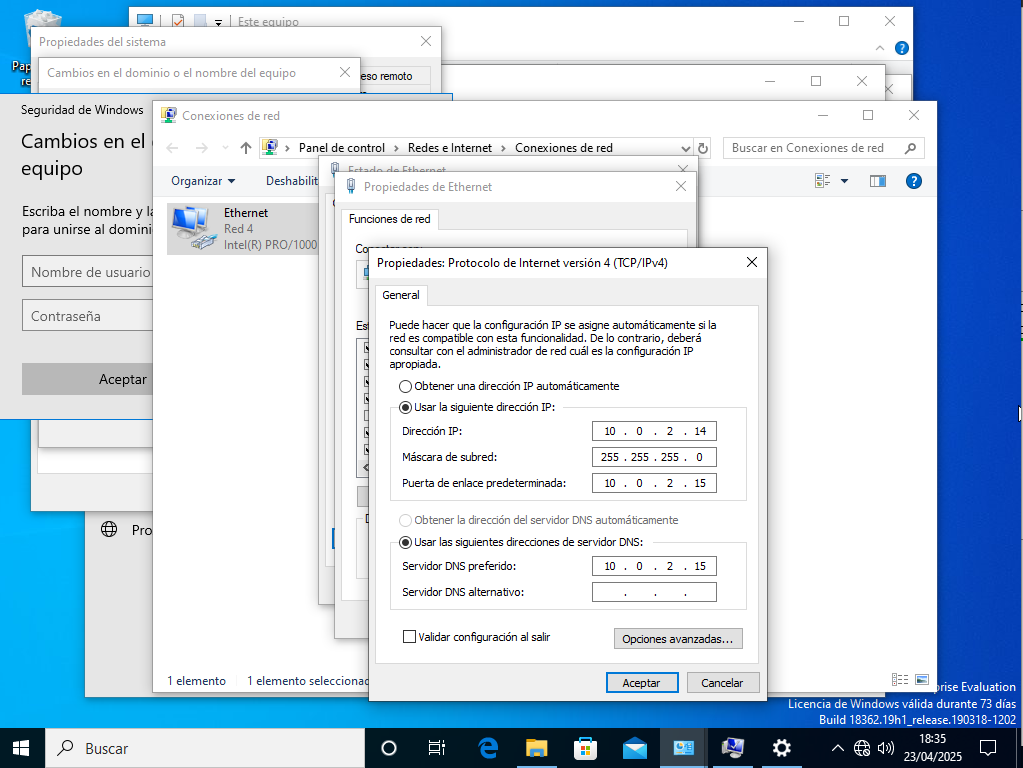 Este equipo
Propiedades del sistema
Cambios en el dominio o el nombre del equipo
eso remoto
Seguridad de Windows
Cambios en el
equipo
Escriba el nombre y la
para unirse al domini
Nombre de usuario
Contraseña
Aceptar
Pro
Conexiones de red
Panel de control
Redes e Internet
Conexiones de red
Buscar en Conexiones de red
Organizar
Deshabilit
Ethernet
Red 4
Intel(R) PRO/1000
Estado de Ethernet
Propiedades de Ethernet
Funciones de red
Propiedades: Protocolo de Internet versión 4 (TCP/IPv4)
General
Puede hacer que la configuración IP se asigne automáticamente si la
red es compatible con esta funcionalidad. De lo contrario, deberá
consultar con el administrador de red cuál es la configuración IP
apropiada.
Obtener una dirección IP automáticamente
Usar la siguiente dirección IP:
Dirección IP: 10 . 0 . 2 . 14
Máscara de subred: 255 . 255 . 255 . 0
Puerta de enlace predeterminada: 10 . 0 . 2 . 15
Obtener la dirección del servidor DNS automáticamente
Usar las siguientes direcciones de servidor DNS:
Servidor DNS preferido: 10 . 0 . 2 . 15
Servidor DNS alternativo: . . .
Validar configuración al salir
Opciones avanzadas...
Aceptar
Cancelar
1 elemento
1 elemento seleccionad
prise Evaluation
Licencia de Windows válida durante 73 días
Build 18362.19h1_release.190318-1202
Buscar
18:35
23/04/2025